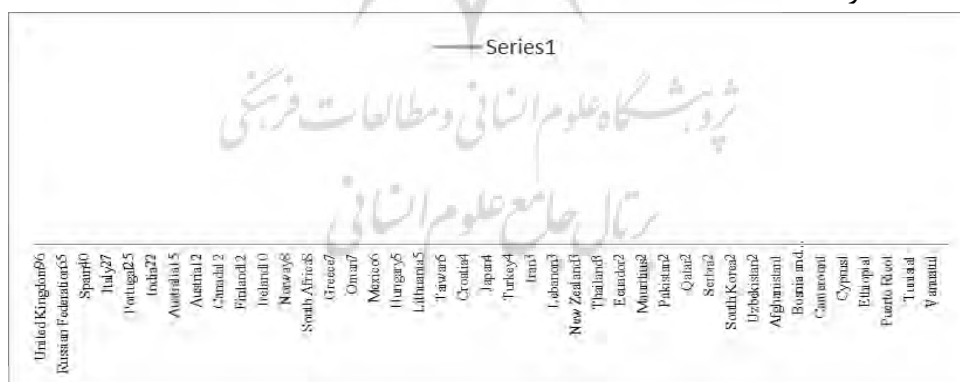 Series1
پژوهشگاه علوم انسانی و مطالعات فرهنگی
پرتال جامع علوم انسانی
United Kingdom96
Russian Federation55
Spain40
Italy27
Portugal25
India22
Australia15
Austria12
Canada12
Finland12
Ireland10
Norway8
South Africa8
Greece7
Oman7
Mexico6
Hungary5
Lithuania5
Taiwan5
Croatia4
Japan4
Turkey4
Iran3
Lebanon3
New Zealand3
Thailand3
Ecuador2
Mauritius2
Pakistan2
Qatar2
Serbia2
South Korea2
Uzbekistan2
Afghanistan1
Bosnia and...
Cameroon1
Cyprus1
Ethiopia1
Puerto Rico1
Tunisia1
Vanuatu1